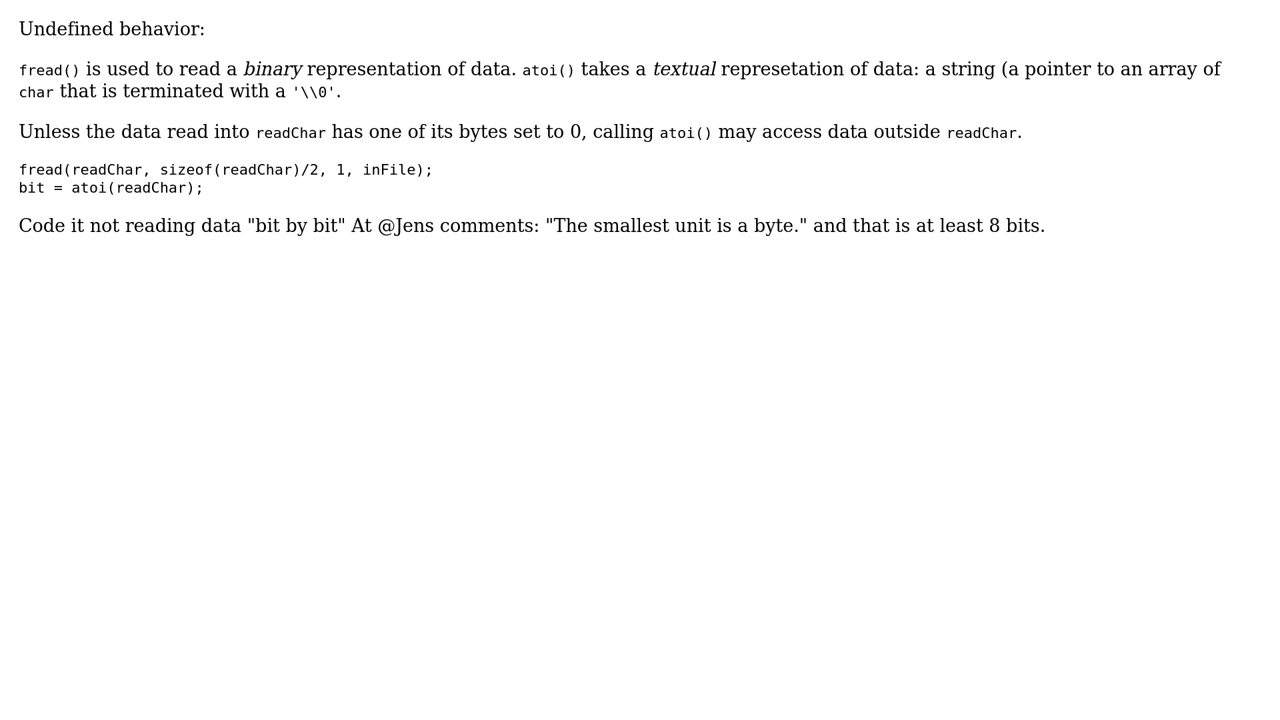 Undefined behavior:
fread() is used to read a binary representation of data. atoi() takes a textual represetation of data: a string (a pointer to an array of
char that is terminated with a '\\0'.
Unless the data read into readChar has one of its bytes set to 0, calling atoi() may access data outside readChar.
fread(readChar, sizeof(readChar)/2, 1, inFile);
bit = atoi(readChar);
Code it not reading data "bit by bit" At @Jens comments: "The smallest unit is a byte." and that is at least 8 bits.